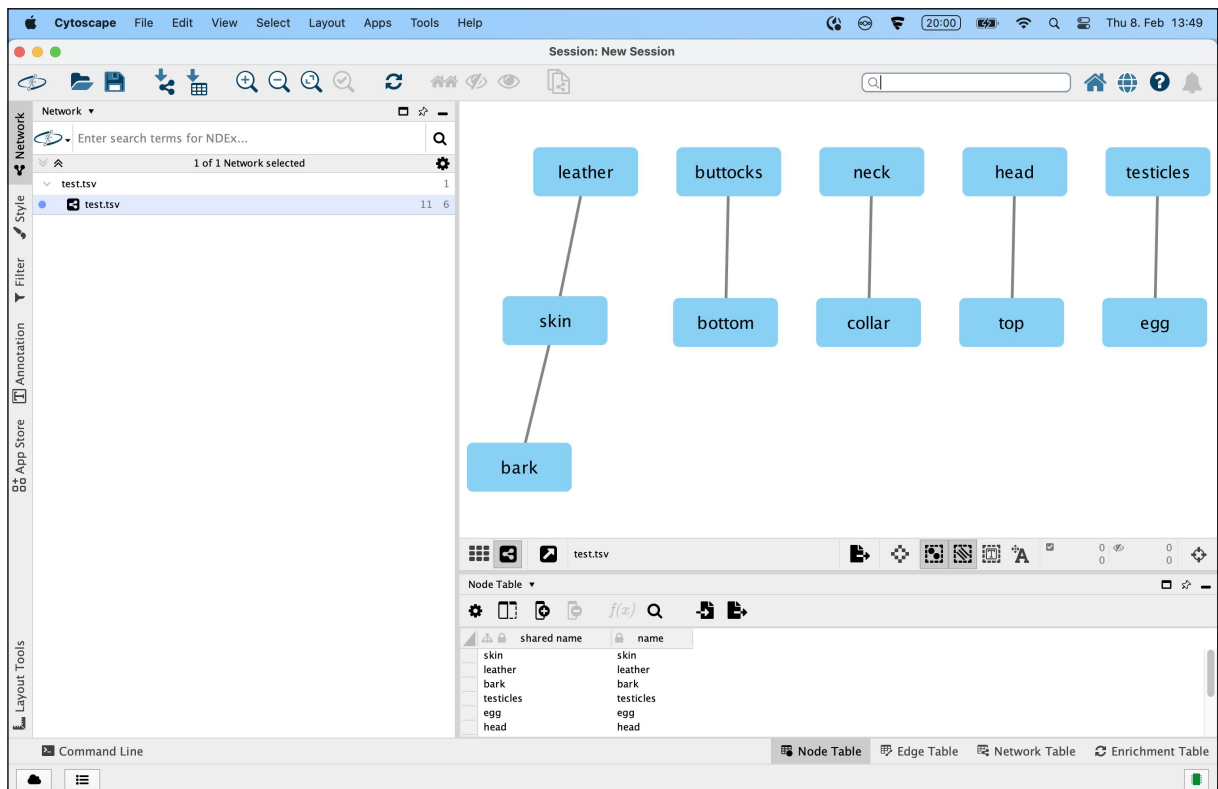 Cytoscape File Edit View Select Layout Apps Tools Help 20:00 Thu 8. Feb 13:49
Session: New Session
Network
Enter search terms for NDEx...
1 of 1 Network selected
test.tsv 1
test.tsv 11 6
Network
Style
Filter
Annotation
App Store
Layout Tools
leather buttocks neck head testicles
skin bottom collar top egg
bark
test.tsv 0 0
0 0
Node Table
f(x)
shared name name
skin skin
leather leather
bark bark
testicles testicles
egg egg
head head
Command Line Node Table Edge Table Network Table Enrichment Table